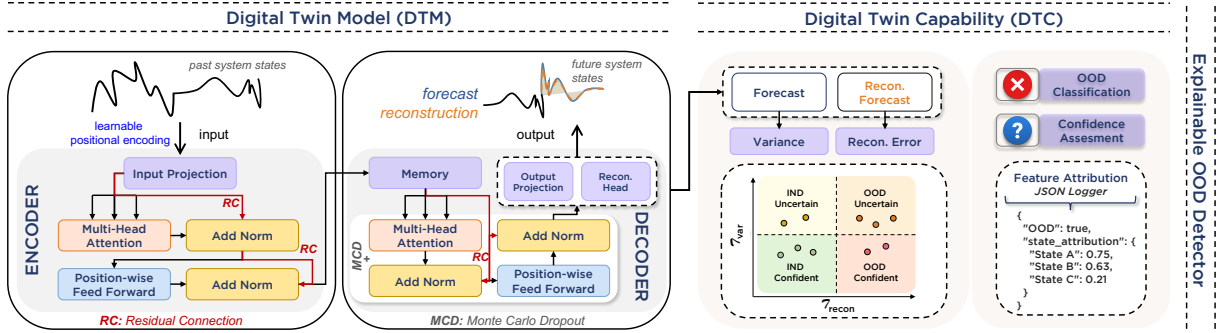 Digital Twin Model (DTM)
past system states
learnable
positional encoding
input
ENCODER
Input Projection
RC
Multi-Head
Attention
Add Norm
RC
Position-wise
Feed Forward
Add Norm
RC: Residual Connection
future system
states
forecast
reconstruction
output
Memory
Output
Projection
Recon.
Head
DECODER
MCD
+
Multi-Head
Attention
Add Norm
RC
Add Norm
Position-wise
Feed Forward
MCD: Monte Carlo Dropout
Digital Twin Capability (DTC)
Forecast
Recon.
Forecast
Variance
Recon. Error
IND
Uncertain
OOD
Uncertain
IND
Confident
OOD
Confident
𝒯var
𝒯recon
OOD
Classification
?
Confidence
Assesment
Feature Attribution
JSON Logger
{
"OOD": true,
"state_attribution": {
"State A": 0.75,
"State B": 0.63,
"State C": 0.21
}
}
Explainable OOD Detector